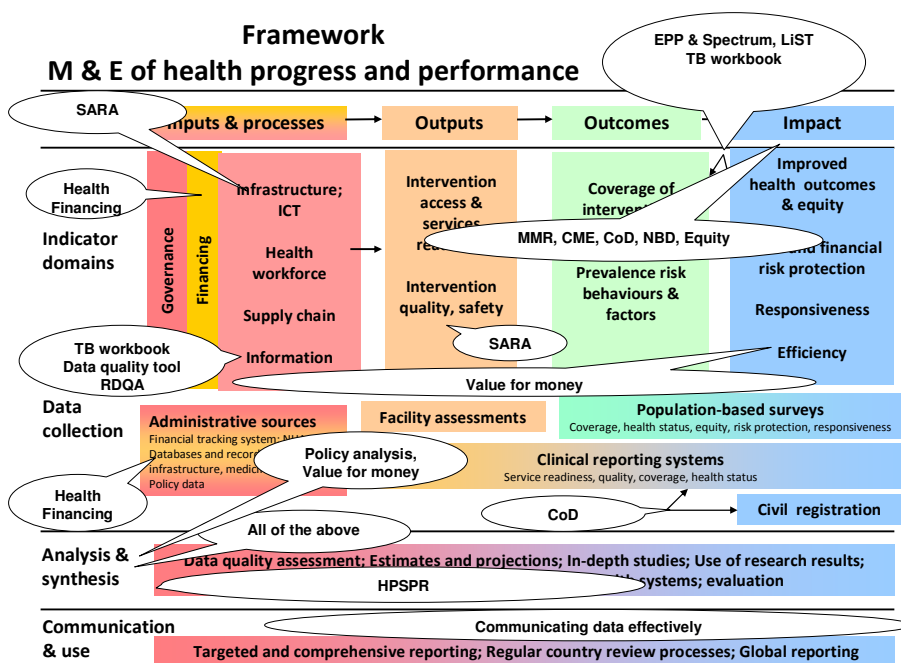 Framework
M & E of health progress and performance
EPP & Spectrum, LiST
TB workbook
SARA
Inputs & processes
Outputs
Outcomes
Impact
Indicator
domains
Health
Financing
Governance
Financing
Infrastructure;
ICT
Health
workforce
Supply chain
Information
Intervention
access &
services
Intervention
quality, safety
SARA
Coverage of
Prevalence risk
behaviours &
factors
MMR, CME, CoD, NBD, Equity
Improved
health outcomes
& equity
and financial
risk protection
Responsiveness
Efficiency
TB workbook
Data quality tool
RDQA
Value for money
Data
collection
Administrative sources
Financial tracking system;
Databases and
infrastructure,
Policy data
Facility assessments
Population-based surveys
Coverage, health status, equity, risk protection, responsiveness
Policy analysis,
Value for money
Clinical reporting systems
Service readiness, quality, coverage, health status
Health
Financing
CoD
Civil registration
All of the above
Analysis &
synthesis
Data quality assessment; Estimates and projections; In-depth studies; Use of research results;
systems; evaluation
HPSPR
Communication
& use
Communicating data effectively
Targeted and comprehensive reporting; Regular country review processes; Global reporting